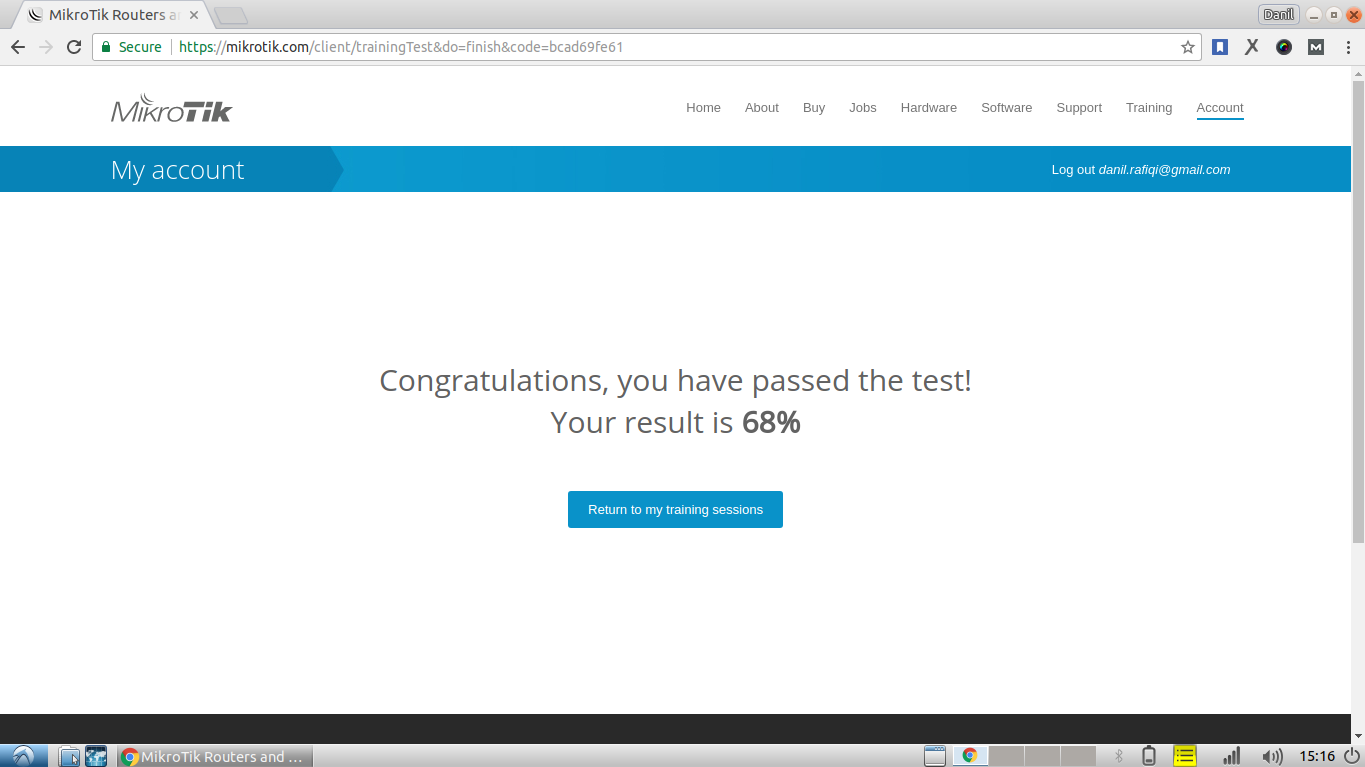 MikroTik Routers a
Danil
Secure
https://mikrotik.com/client/trainingTest&do=finish&code=bcad69fe61
MikroTik
Home About Buy Jobs Hardware Software Support Training Account
My account
Log out danil.rafiqi@gmail.com
Congratulations, you have passed the test!
Your result is 68%
Return to my training sessions
MikroTik Routers and ...
15:16